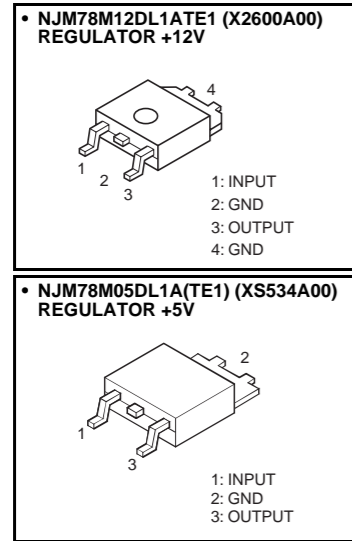 • NJM78M12DL1ATE1 (X2600A00)
REGULATOR +12V
4
1
2
3
1: INPUT
2: GND
3: OUTPUT
4: GND
• NJM78M05DL1A(TE1) (XS534A00)
REGULATOR +5V
2
1
3
1: INPUT
2: GND
3: OUTPUT